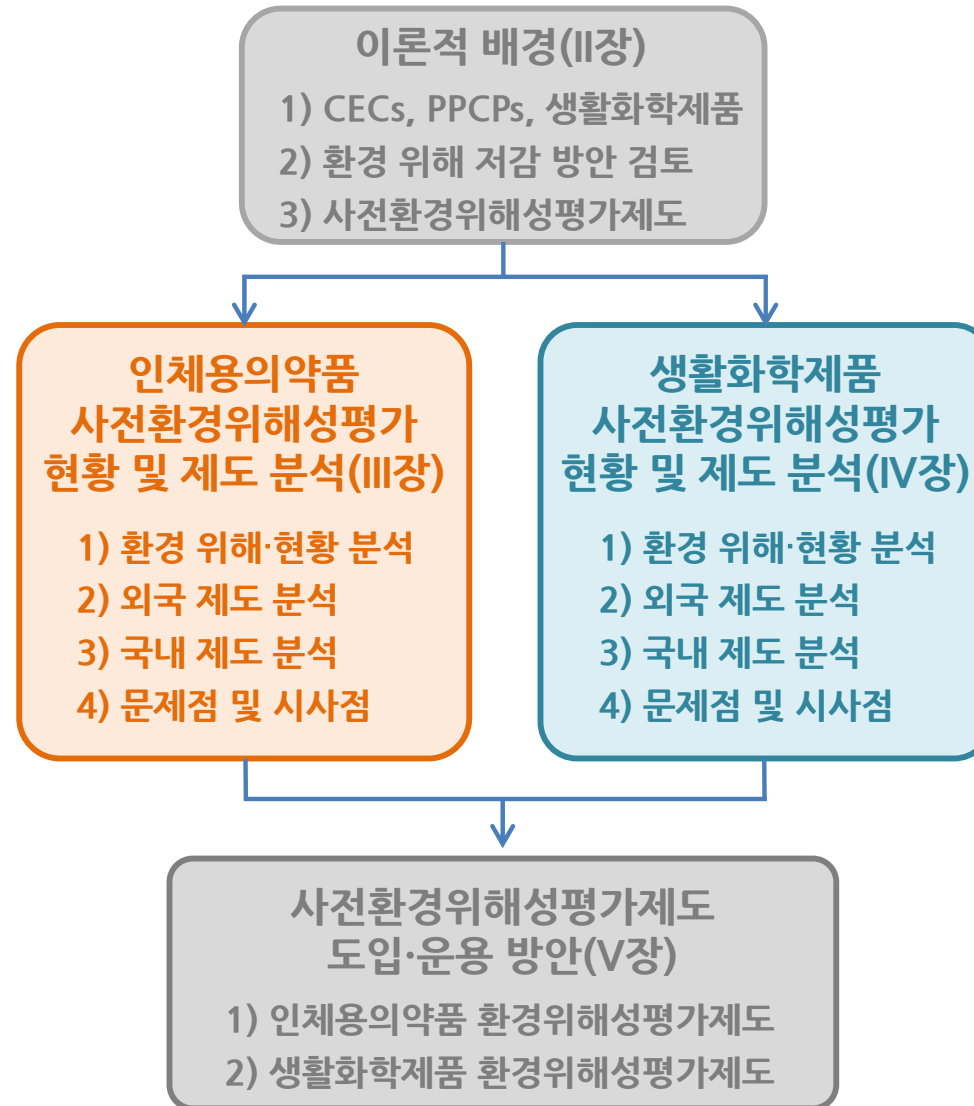 이론적 배경(II장)
1) CECs, PPCPs, 생활화학제품
2) 환경 위해 저감 방안 검토
3) 사전환경위해성평가제도
인체용의약품
사전환경위해성평가
현황 및 제도 분석(III장)
1) 환경 위해·현황 분석
2) 외국 제도 분석
3) 국내 제도 분석
4) 문제점 및 시사점
생활화학제품
사전환경위해성평가
현황 및 제도 분석(IV장)
1) 환경 위해·현황 분석
2) 외국 제도 분석
3) 국내 제도 분석
4) 문제점 및 시사점
사전환경위해성평가제도
도입·운용 방안(V장)
1) 인체용의약품 환경위해성평가제도
2) 생활화학제품 환경위해성평가제도